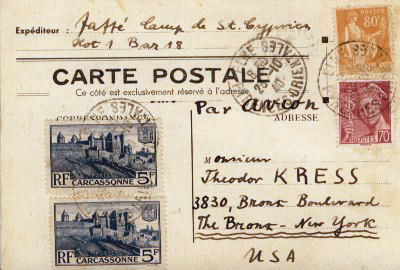 Expéditeur : Jaffé Camp de St. Cyprien
Ilot 1 Bar 18
CARTE POSTALE
Ce côté est exclusivement réservé à l'adresse
Par avion
CORRESPONDANCE
ADRESSE
80c
POSTES 70c
RF CARCASSONNE 5F
RF CARCASSONNE 5F
Monsieur
Theodor KRESS
3830, Bronx Boulevard
The Bronx - New York
USA